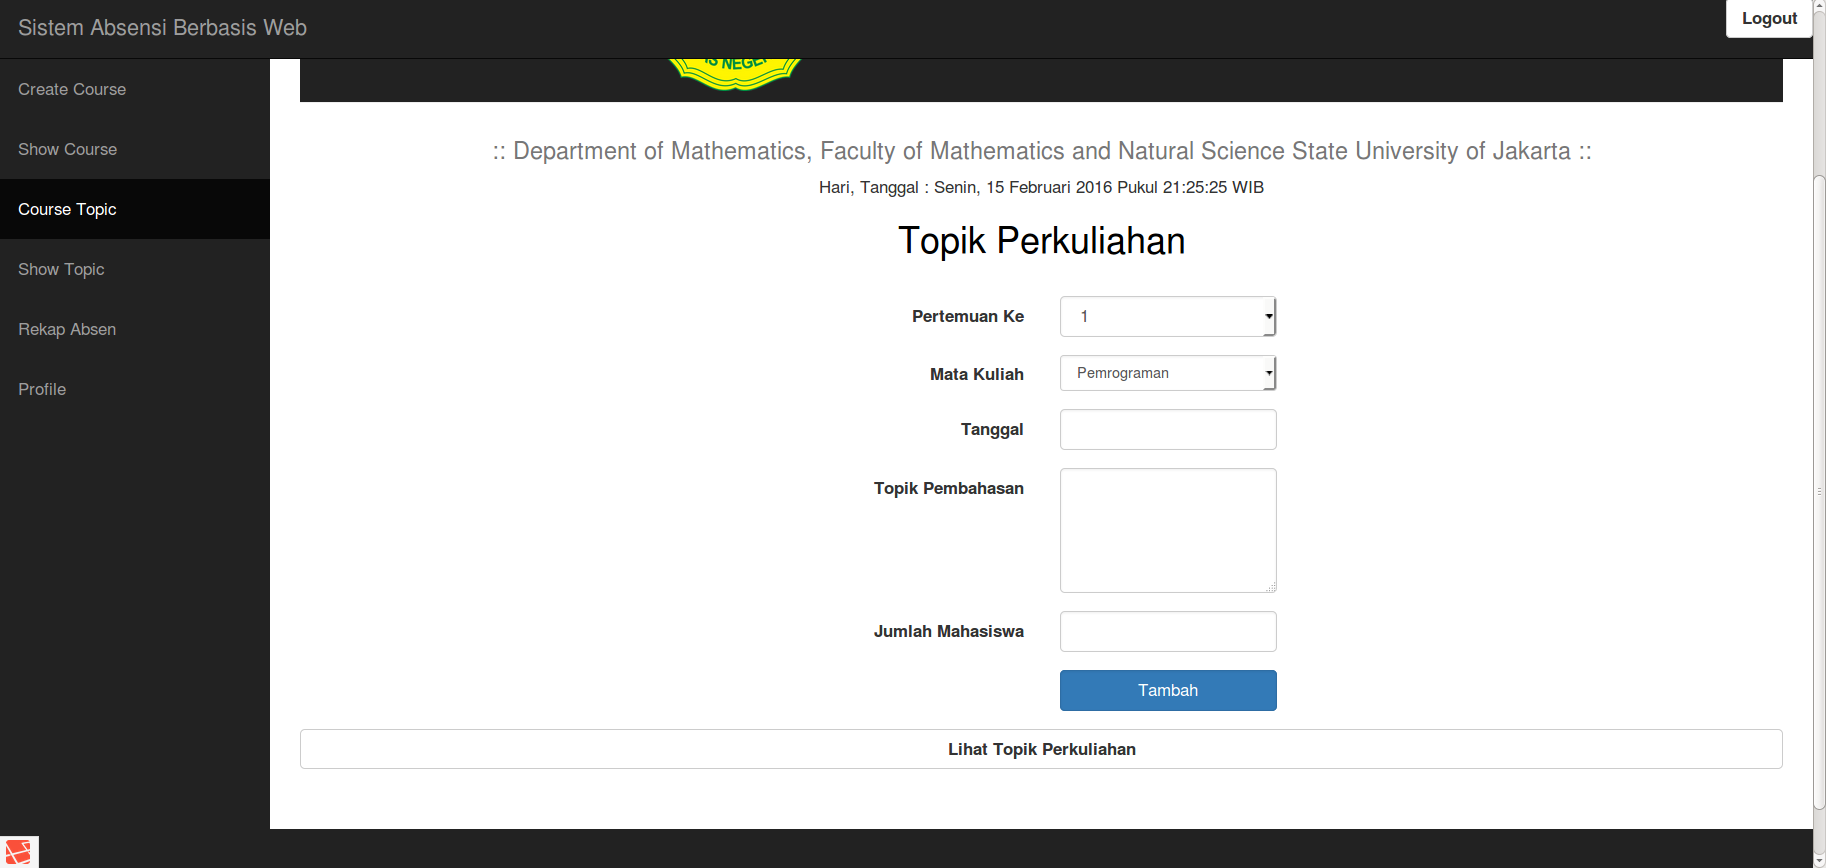 Sistem Absensi Berbasis Web
Logout
Create Course
Show Course
Course Topic
Show Topic
Rekap Absen
Profile
:: Department of Mathematics, Faculty of Mathematics and Natural Science State University of Jakarta ::
Hari, Tanggal : Senin, 15 Februari 2016 Pukul 21:25:25 WIB
Topik Perkuliahan
Pertemuan Ke 1
Mata Kuliah Pemrograman
Tanggal
Topik Pembahasan
Jumlah Mahasiswa
Tambah
Lihat Topik Perkuliahan